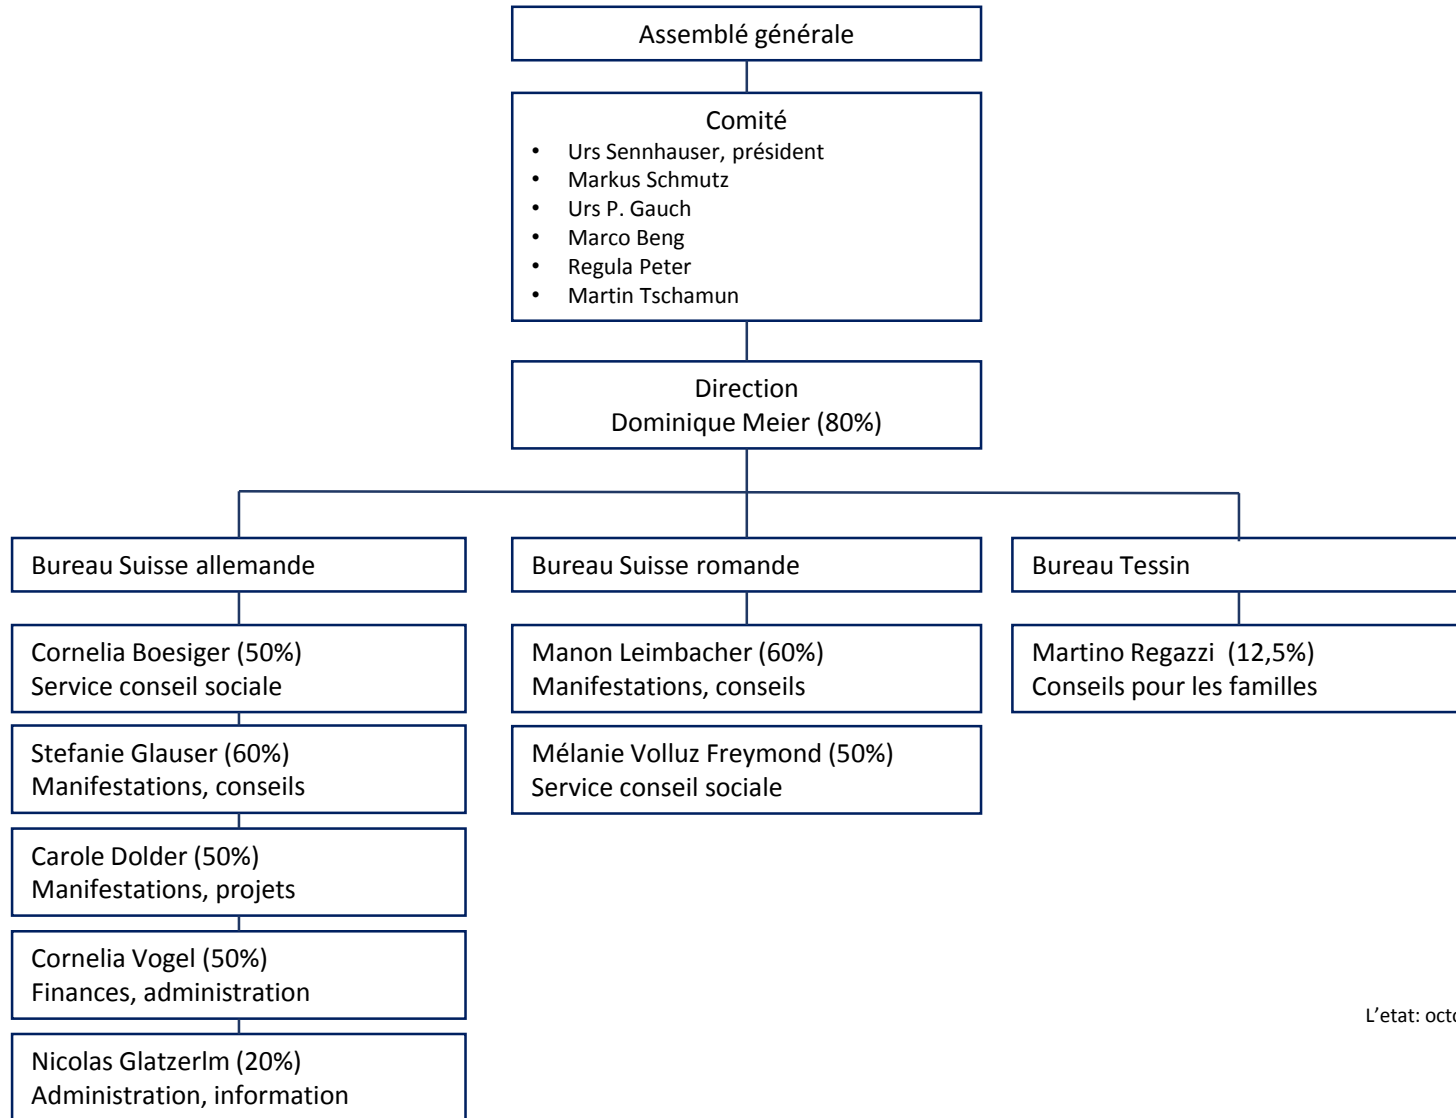 Assemblé générale
Comité
• Urs Sennhauser, président
• Markus Schmutz
• Urs P. Gauch
• Marco Beng
• Regula Peter
• Martin Tschamun
Direction
Dominique Meier (80%)
Bureau Suisse allemande
Cornelia Boesiger (50%)
Service conseil sociale
Stefanie Glauser (60%)
Manifestations, conseils
Carole Dolder (50%)
Manifestations, projets
Cornelia Vogel (50%)
Finances, administration
Nicolas Glatzerlm (20%)
Administration, information
Bureau Suisse romande
Manon Leimbacher (60%)
Manifestations, conseils
Mélanie Volluz Freymond (50%)
Service conseil sociale
Bureau Tessin
Martino Regazzi (12,5%)
Conseils pour les familles
L’etat: